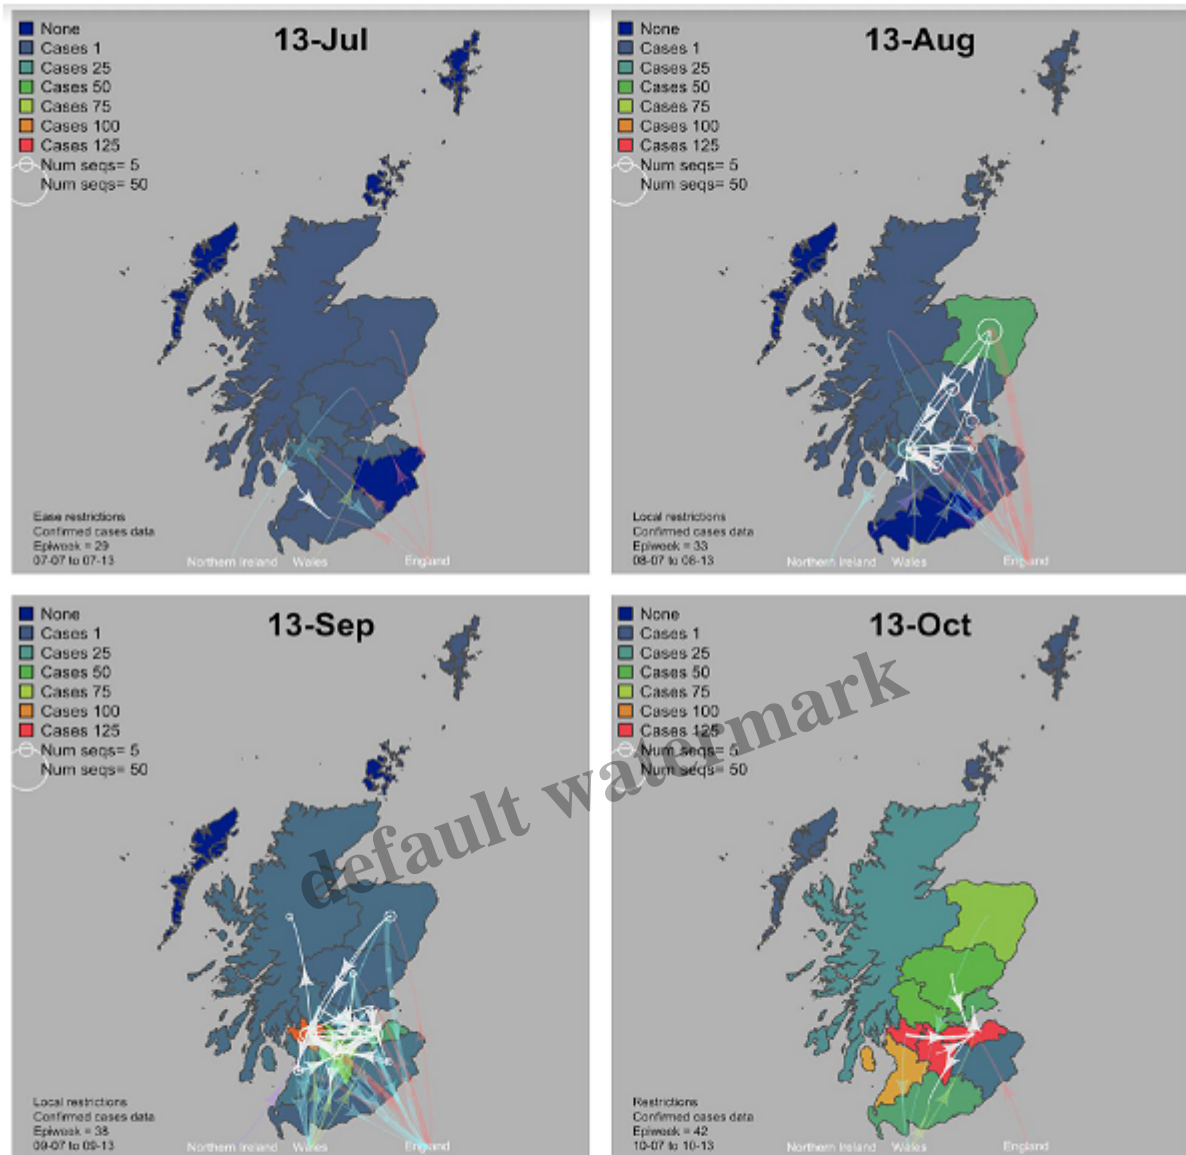 13-Jul
None
Cases 1
Cases 25
Cases 50
Cases 75
Cases 100
Cases 125
Num seqs= 5
Num seqs= 50
Ease restrictions
Confirmed cases data
Epiweek = 29
07-07 to 07-13
Northern Ireland Wales England
13-Aug
None
Cases 1
Cases 25
Cases 50
Cases 75
Cases 100
Cases 125
Num seqs= 5
Num seqs= 50
Local restrictions
Confirmed cases data
Epiweek = 33
08-07 to 08-13
Northern Ireland Wales England
13-Sep
None
Cases 1
Cases 25
Cases 50
Cases 75
Cases 100
Cases 125
Num seqs= 5
Num seqs= 50
Local restrictions
Confirmed cases data
Epiweek = 38
09-07 to 09-13
Northern Ireland Wales England
13-Oct
None
Cases 1
Cases 25
Cases 50
Cases 75
Cases 100
Cases 125
Num seqs= 5
Num seqs= 50
Restrictions
Confirmed cases data
Epiweek = 42
10-07 to 10-13
Northern Ireland Wales England
default watermark